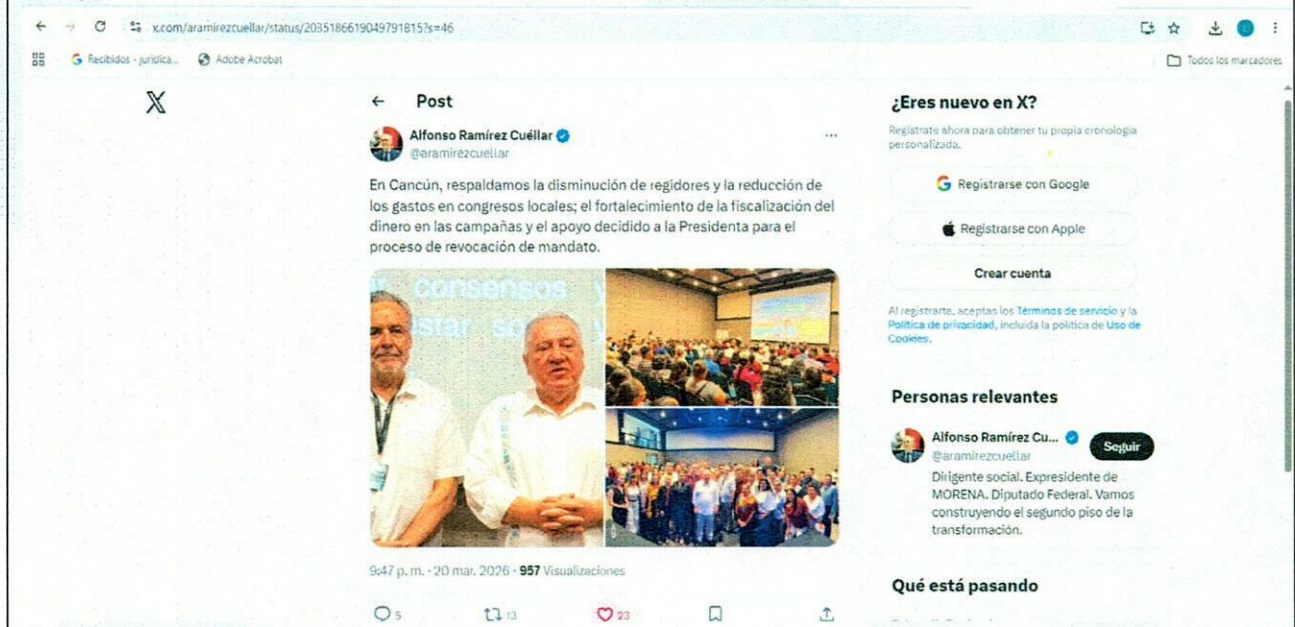 x.com/aramirezcuellar/status/2035186619049791815?s=46
Recibidos - juridica...
Adobe Acrobat
Todos los marcadores
Post
Alfonso Ramírez Cuéllar
@aramirezcuellar
En Cancún, respaldamos la disminución de regidores y la reducción de
los gastos en congresos locales; el fortalecimiento de la fiscalización del
dinero en las campañas y el apoyo decidido a la Presidenta para el
proceso de revocación de mandato.
consensos y
9:47 p. m. · 20 mar. 2026 · 957 Visualizaciones
5
13
23
¿Eres nuevo en X?
Regístrate ahora para obtener tu propia cronología
personalizada.
Registrarse con Google
Registrarse con Apple
Crear cuenta
Al registrarte, aceptas los Términos de servicio y la
Política de privacidad, incluida la política de Uso de
Cookies.
Personas relevantes
Alfonso Ramírez Cu...
@aramirezcuellar
Seguir
Dirigente social. Expresidente de
MORENA. Diputado Federal. Vamos
construyendo el segundo piso de la
transformación.
Qué está pasando